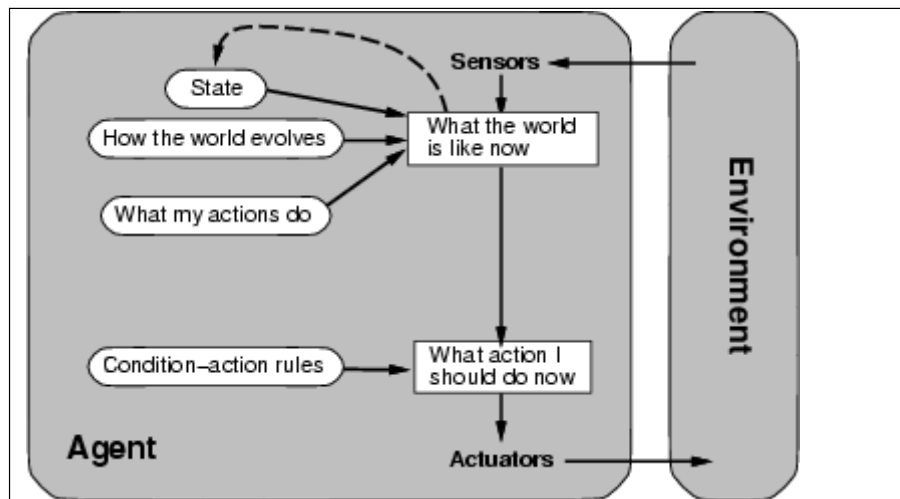 Sensors
State
What the world
is like now
How the world evolves
What my actions do
Environment
Condition–action rules
What action I
should do now
Agent
Actuators